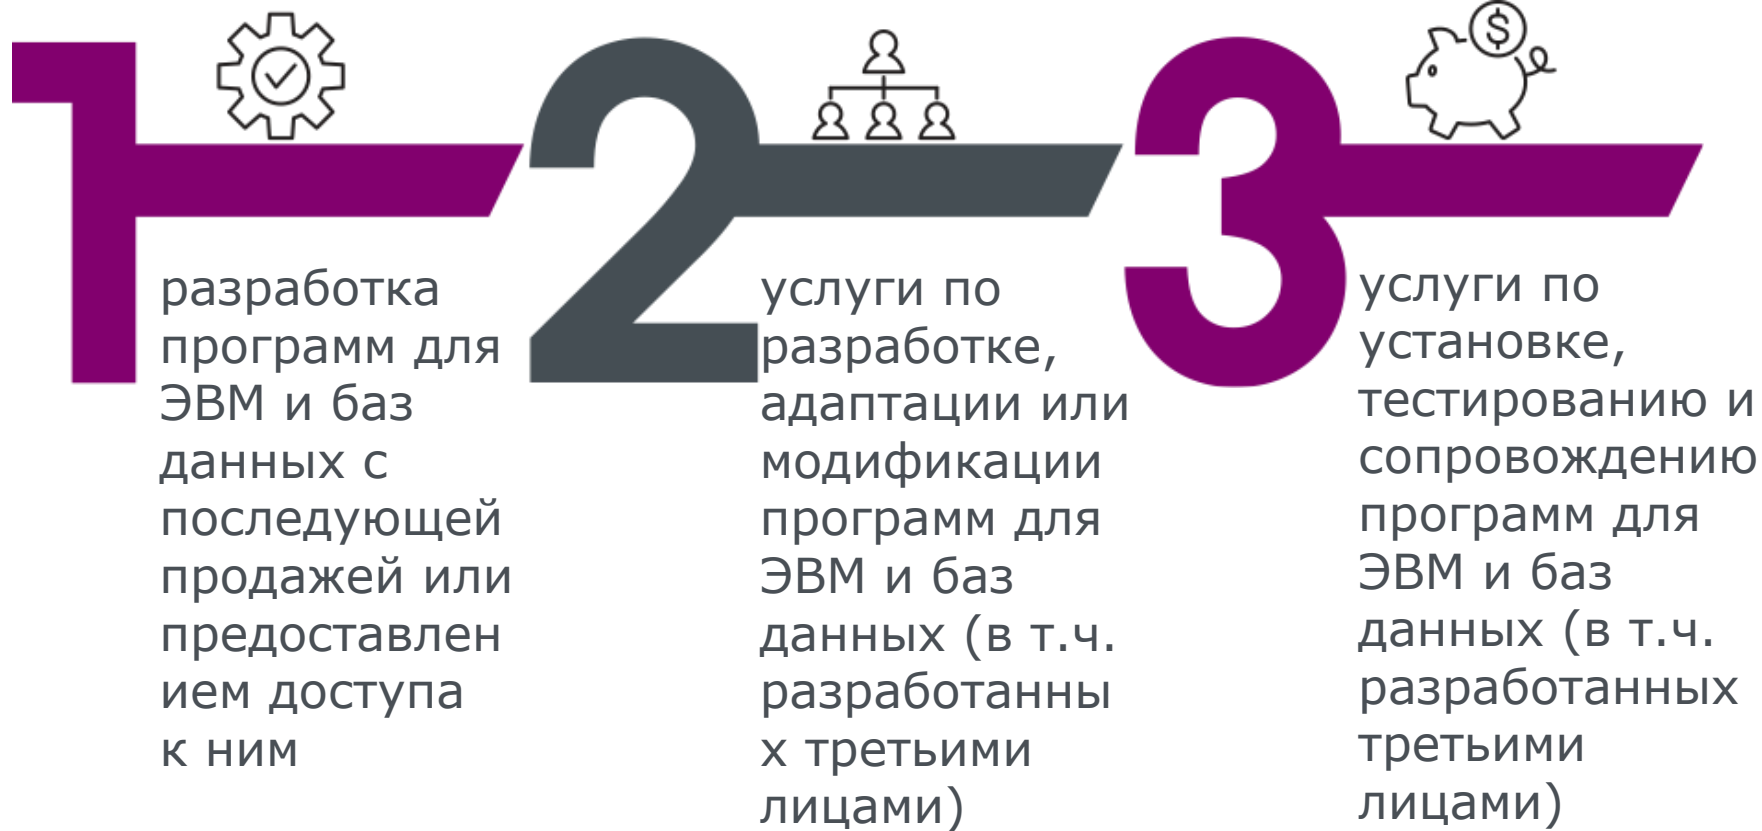 1
разработка
программ для
ЭВМ и баз
данных с
последующей
продажей или
предоставлен
ием доступа
к ним
2
услуги по
разработке,
адаптации или
модификации
программ для
ЭВМ и баз
данных (в т.ч.
разработанны
х третьими
лицами)
3
$
услуги по
установке,
тестированию и
сопровождению
программ для
ЭВМ и баз
данных (в т.ч.
разработанных
третьими
лицами)